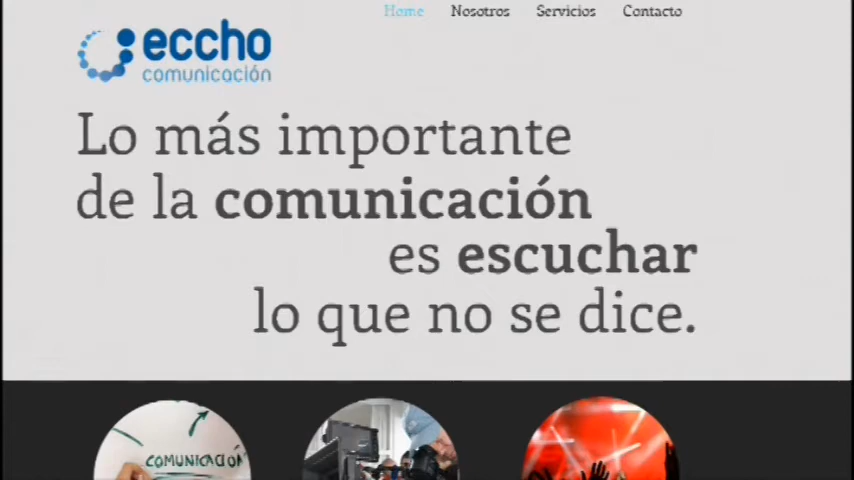 Home Nosotros Servicios Contacto
eccho
comunicación
Lo más importante
de la comunicación
es escuchar
lo que no se dice.
COMUNICACIÓN